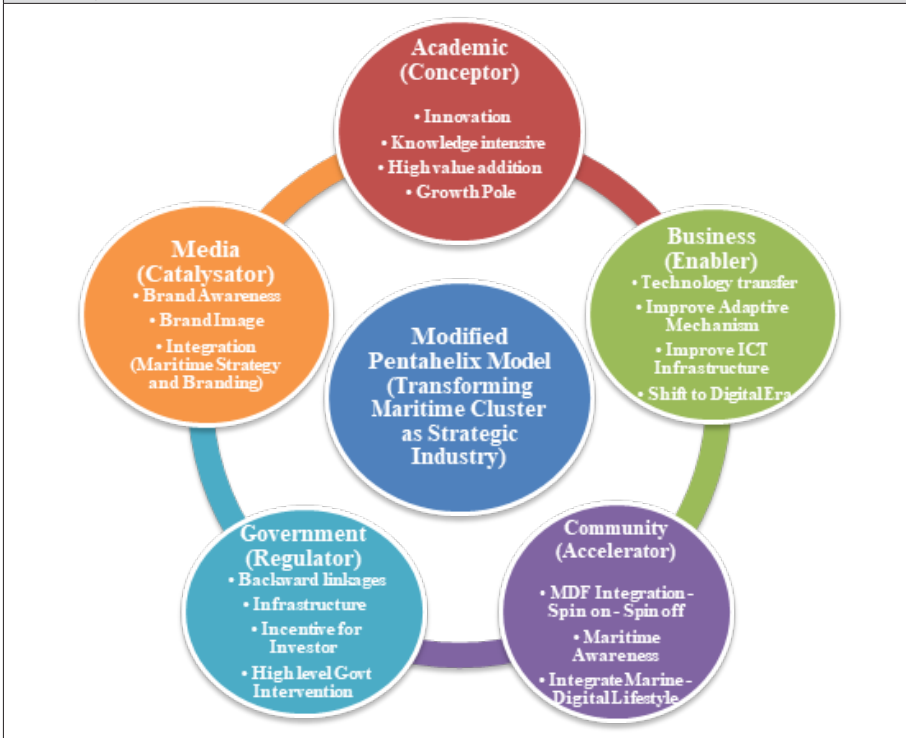 Academic
(Conceptor)
• Innovation
• Knowledge intensive
• High value addition
• Growth Pole
Business
(Enabler)
• Technology transfer
• Improve Adaptive
Mechanism
• Improve ICT
Infrastructure
• Shift to Digital Era
Community
(Accelerator)
• MDF Integration -
Spin on - Spin off
• Maritime
Awareness
• Integrate Marine -
Digital Lifestyle
Government
(Regulator)
• Backward linkages
• Infrastructure
• Incentive for
Investor
• High level Govt
Intervention
Media
(Catalysator)
• Brand Awareness
• Brand Image
• Integration
(Maritime Strategy
and Branding)
Modified
Pentahelix Model
(Transforming
Maritime Cluster
as Strategic
Industry)